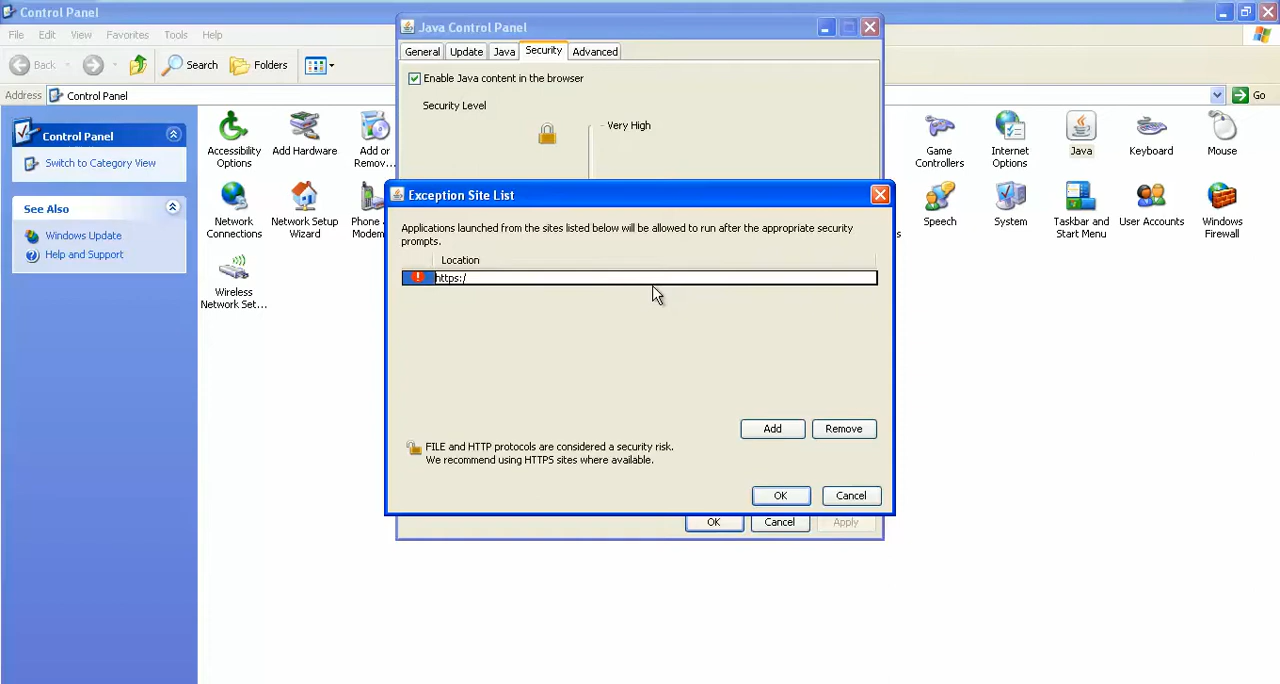 Control Panel
File Edit View Favorites Tools Help
Back Search Folders
Address Control Panel Go
Control Panel
Switch to Category View
See Also
Windows Update
Help and Support
Accessibility Options
Add Hardware
Add or Remov...
Game Controllers
Internet Options
Java
Keyboard
Mouse
Network Connections
Network Setup Wizard
Phone
Modem
Speech
System
Taskbar and Start Menu
User Accounts
Windows Firewall
Wireless Network Set...
Java Control Panel
General Update Java Security Advanced
Enable Java content in the browser
Security Level
- Very High
Exception Site List
Applications launched from the sites listed below will be allowed to run after the appropriate security
prompts.
Location
https:/
Add Remove
FILE and HTTP protocols are considered a security risk.
We recommend using HTTPS sites where available.
OK Cancel
OK Cancel Apply